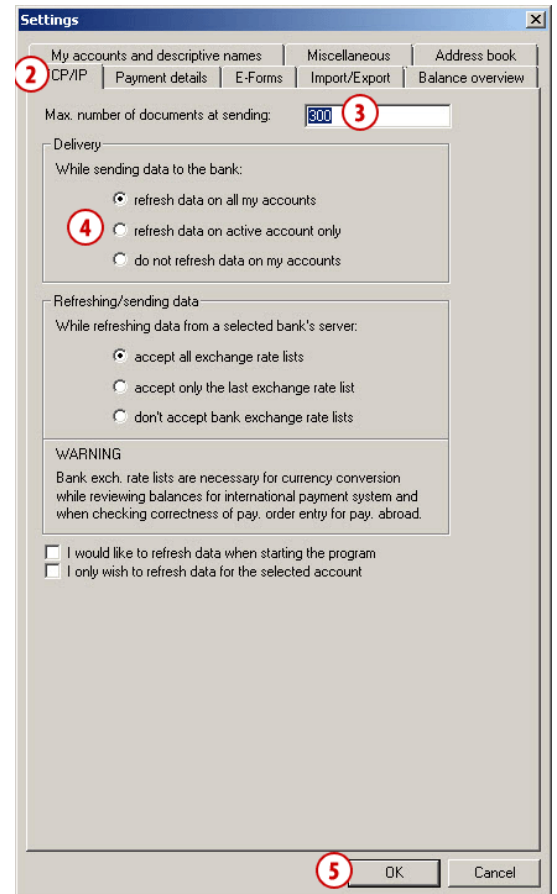 Settings
My accounts and descriptive names Miscellaneous Address book
2 CP/IP Payment details E-Forms Import/Export Balance overview
Max. number of documents at sending: 300 3
Delivery
While sending data to the bank:
refresh data on all my accounts
4 refresh data on active account only
do not refresh data on my accounts
Refreshing/sending data
While refreshing data from a selected bank's server:
accept all exchange rate lists
accept only the last exchange rate list
don't accept bank exchange rate lists
WARNING
Bank exch. rate lists are necessary for currency conversion
while reviewing balances for international payment system and
when checking correctness of pay. order entry for pay. abroad.
I would like to refresh data when starting the program
I only wish to refresh data for the selected account
5 OK Cancel